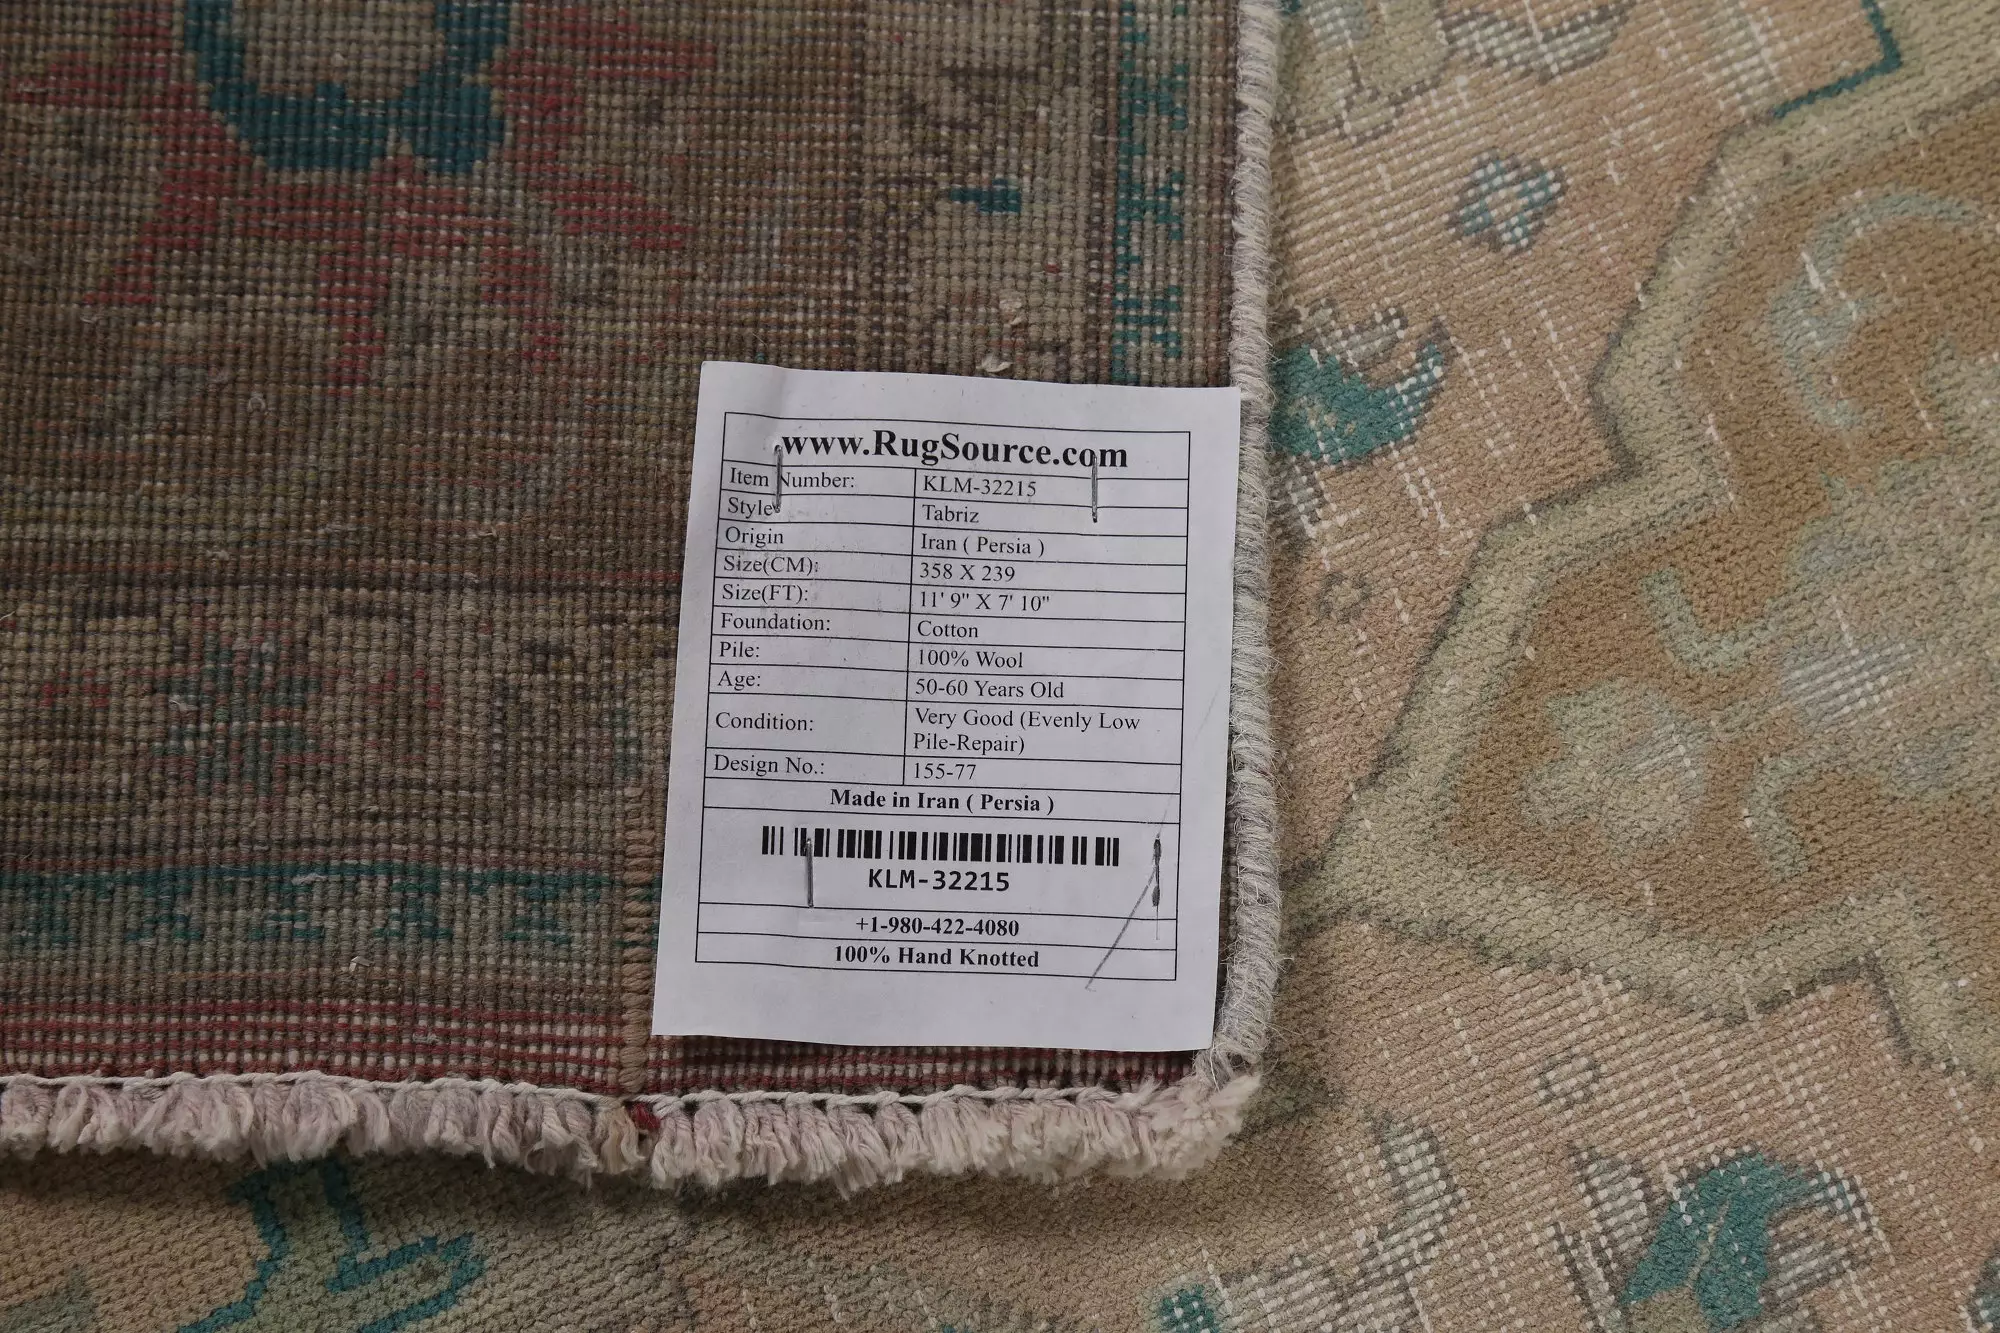 www.RugSource.com
Item Number: KLM-32215
Style: Tabriz
Origin Iran ( Persia )
Size(CM): 358 X 239
Size(FT): 11' 9" X 7' 10"
Foundation: Cotton
Pile: 100% Wool
Age: 50-60 Years Old
Condition: Very Good (Evenly Low
Pile-Repair)
Design No.: 155-77
Made in Iran ( Persia )
KLM-32215
+1-980-422-4080
100% Hand Knotted